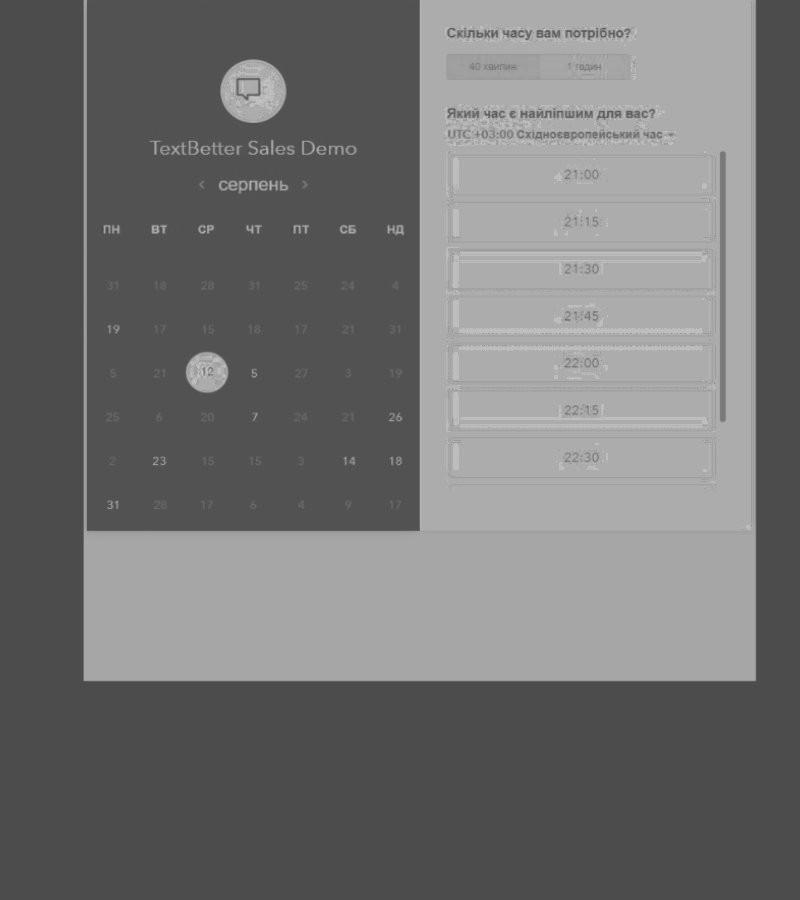 TextBetter Sales Demo
серпень
ПН ВТ СР ЧТ ПТ СБ НД
31 18 28 31 25 24 4
19 17 15 18 17 21 31
5 21 12 5 27 3 19
25 6 20 7 24 21 26
2 23 15 15 3 14 18
31 28 17 6 4 9 17
Скільки часу вам потрібно?
40 хвилин 1 годин
Який час є найліпшим для вас?
UTC +03:00 Східноєвропейський час
21:00
21:15
21:30
21:45
22:00
22:15
22:30